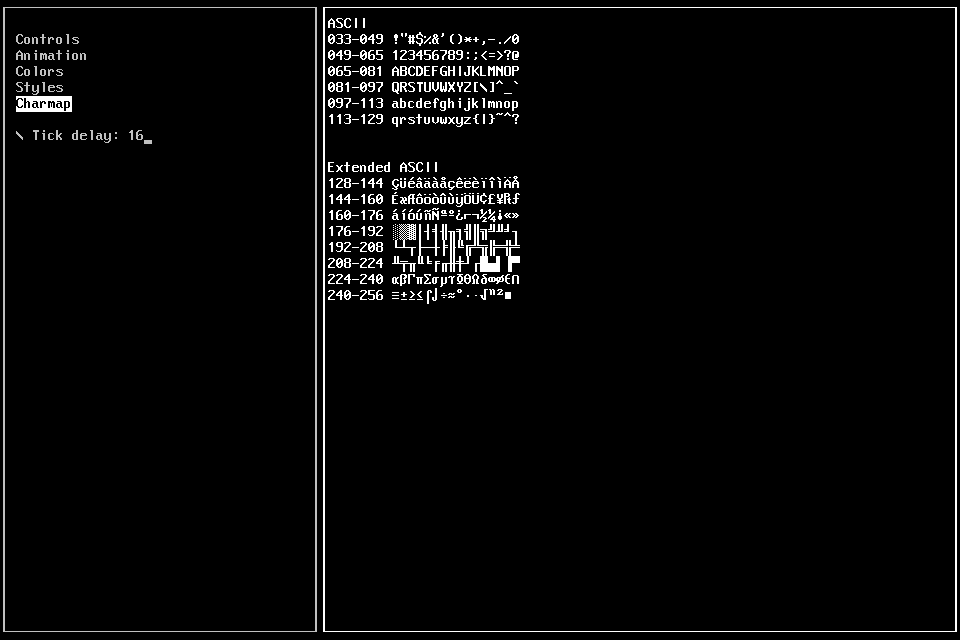 Controls
Animation
Colors
Styles
Charmap
\ Tick delay: 16_
ASCII
033-049 !"#$%&'()*+,-./0
049-065 123456789:;<=>?@
065-081 ABCDEFGHIJKLMNOP
081-097 QRSTUVWXYZ[\]^_`
097-113 abcdefghijklmnop
113-129 qrstuvwxyz{|}~^?
Extended ASCII
128-144 ÇüéâäàåçêëèïîìÄÅ
144-160 ÉæÆôöòûùÿÖÜ¢£¥₧ƒ
160-176 áíóúñÑªº¿⌐¬½¼¡«»
176-192 ░▒▓│┤╡╢╖╕╣║╗╝╜╛┐
192-208 └┴┬├─┼╞╟╚╔╩╦╠═╬╧
208-224 ╨╤╥╙╘╒╓╫╪┘┌█▄▌▐▀
224-240 αβΓπΣσµτΦΘΩδ∞φε∩
240-256 ≡±≥≤⌠⌡÷≈°∙·√ⁿ²■